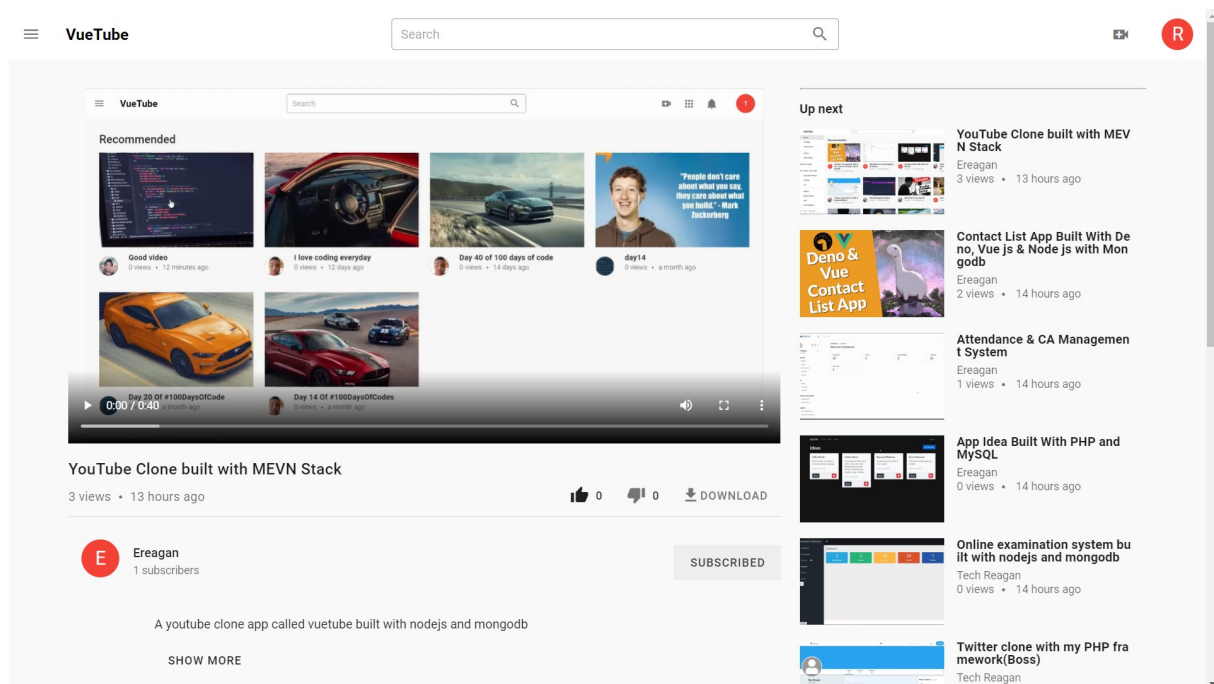 VueTube
Search
R
VueTube
Search
T
Recommended
"People don't care
about what you say,
they care about what
you build." - Mark
Zuckerberg
Good video
0 views • 12 minutes ago
I love coding everyday
0 views • 12 days ago
Day 40 of 100 days of code
0 views • 14 days ago
day14
0 views • a month ago
Day 20 Of #100DaysOfCode
a month ago
Day 14 Of #100DaysOfCodes
0 views • a month ago
0:00 / 0:40
YouTube Clone built with MEVN Stack
3 views • 13 hours ago
0
0
DOWNLOAD
E
Ereagan
1 subscribers
SUBSCRIBED
A youtube clone app called vuetube built with nodejs and mongodb
SHOW MORE
Up next
YouTube Clone built with MEV
N Stack
Ereagan
3 views • 13 hours ago
Deno &
Vue
Contact
List App
Contact List App Built With De
no, Vue js & Node js with Mon
godb
Ereagan
2 views • 14 hours ago
Attendance & CA Managemen
t System
Ereagan
1 views • 14 hours ago
Ideas
App Idea Built With PHP and
MySQL
Ereagan
0 views • 14 hours ago
Online examination system bu
ilt with nodejs and mongodb
Tech Reagan
0 views • 14 hours ago
Twitter clone with my PHP fra
mework(Boss)
Tech Reagan